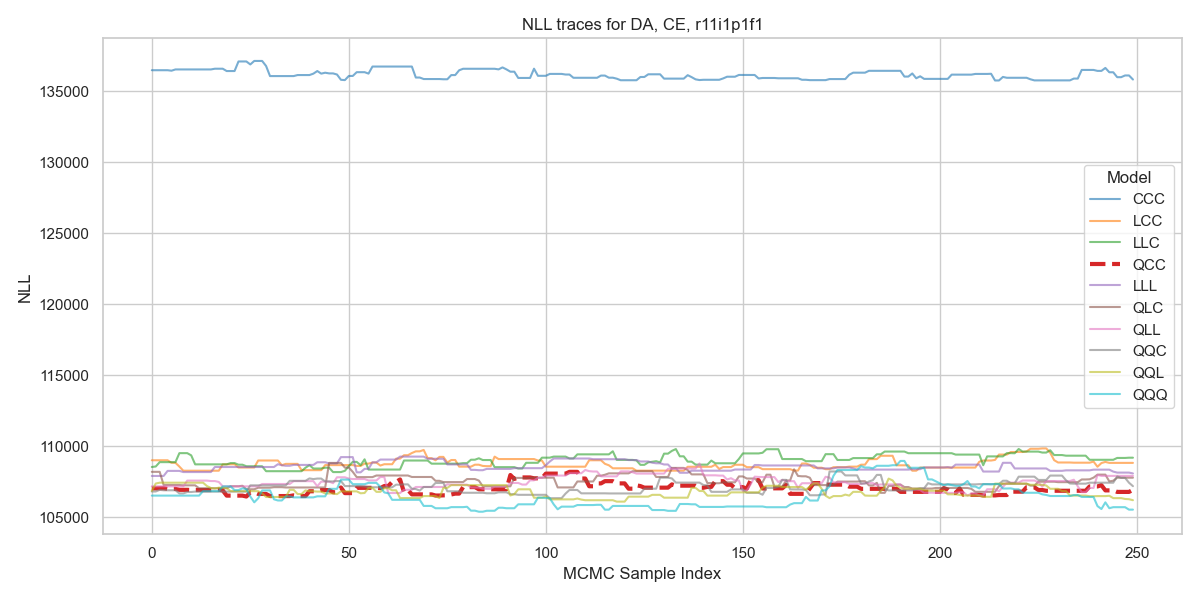 NLL traces for DA, CE, r11i1p1f1
135000
130000
125000
120000
115000
110000
105000
NLL
0
50
100
150
200
250
MCMC Sample Index
Model
CCC
LCC
LLC
QCC
LLL
QLC
QLL
QQC
QQL
QQQ